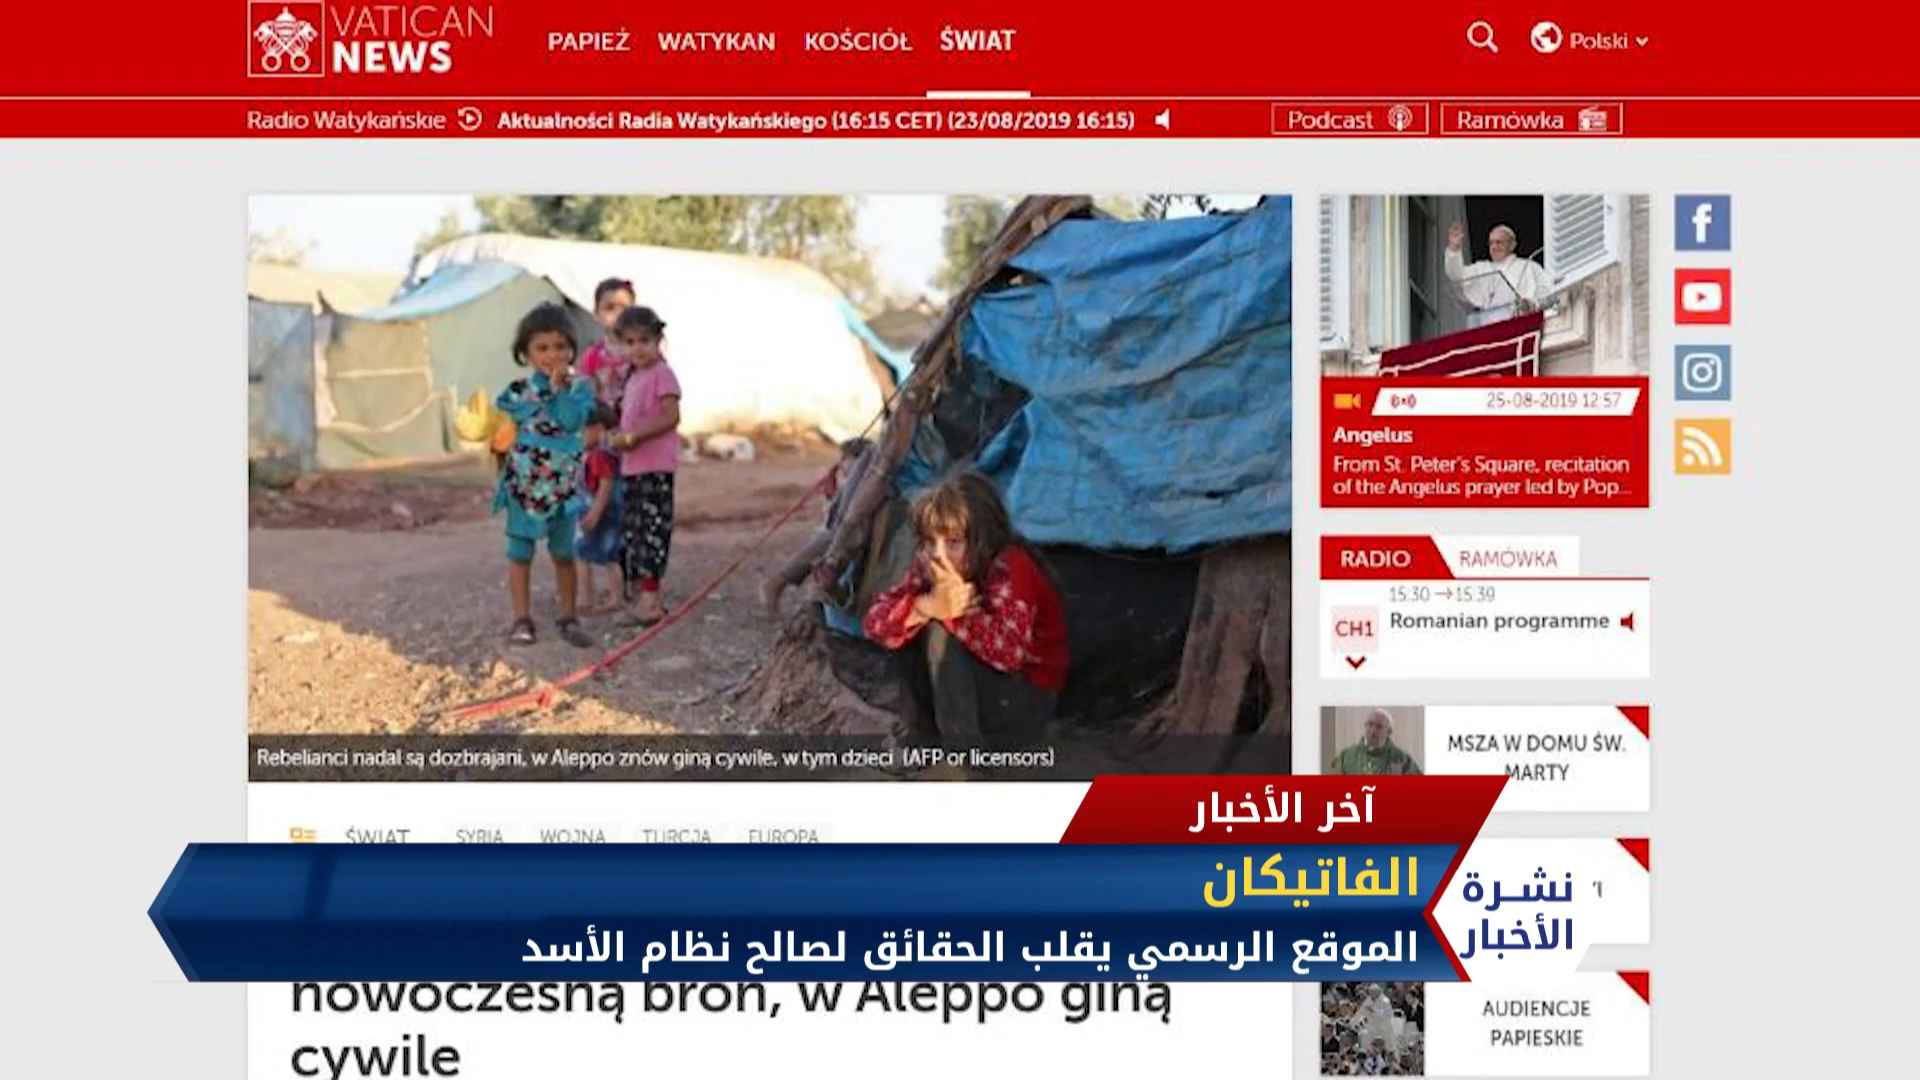 VATICAN
NEWS
PAPIEŻ WATYKAN KOŚCIÓŁ ŚWIAT
Polski
Radio Watykańskie Aktualności Radia Watykańskiego (16:15 CET) (23/08/2019 16:15)
Podcast Ramówka
25-08-2019 12:57
Angelus
From St. Peter's Square, recitation
of the Angelus prayer led by Pop...
RADIO RAMÓWKA
15:30 →15:39
CH1 Romanian programme
Rebelianci nadal są dozbrajani, w Aleppo znów giną cywile, w tym dzieci (AFP or licensors)
MSZA W DOMU ŚW.
MARTY
ŚWIAT SYRIA WOJNA TURCJA EUROPA
آخر الأخبار
الفاتيكان
الموقع الرسمي يقلب الحقائق لصالح نظام الأسد
نشرة
الأخبار
nowoczesną broń, w Aleppo giną
cywile
AUDIENCJE
PAPIESKIE